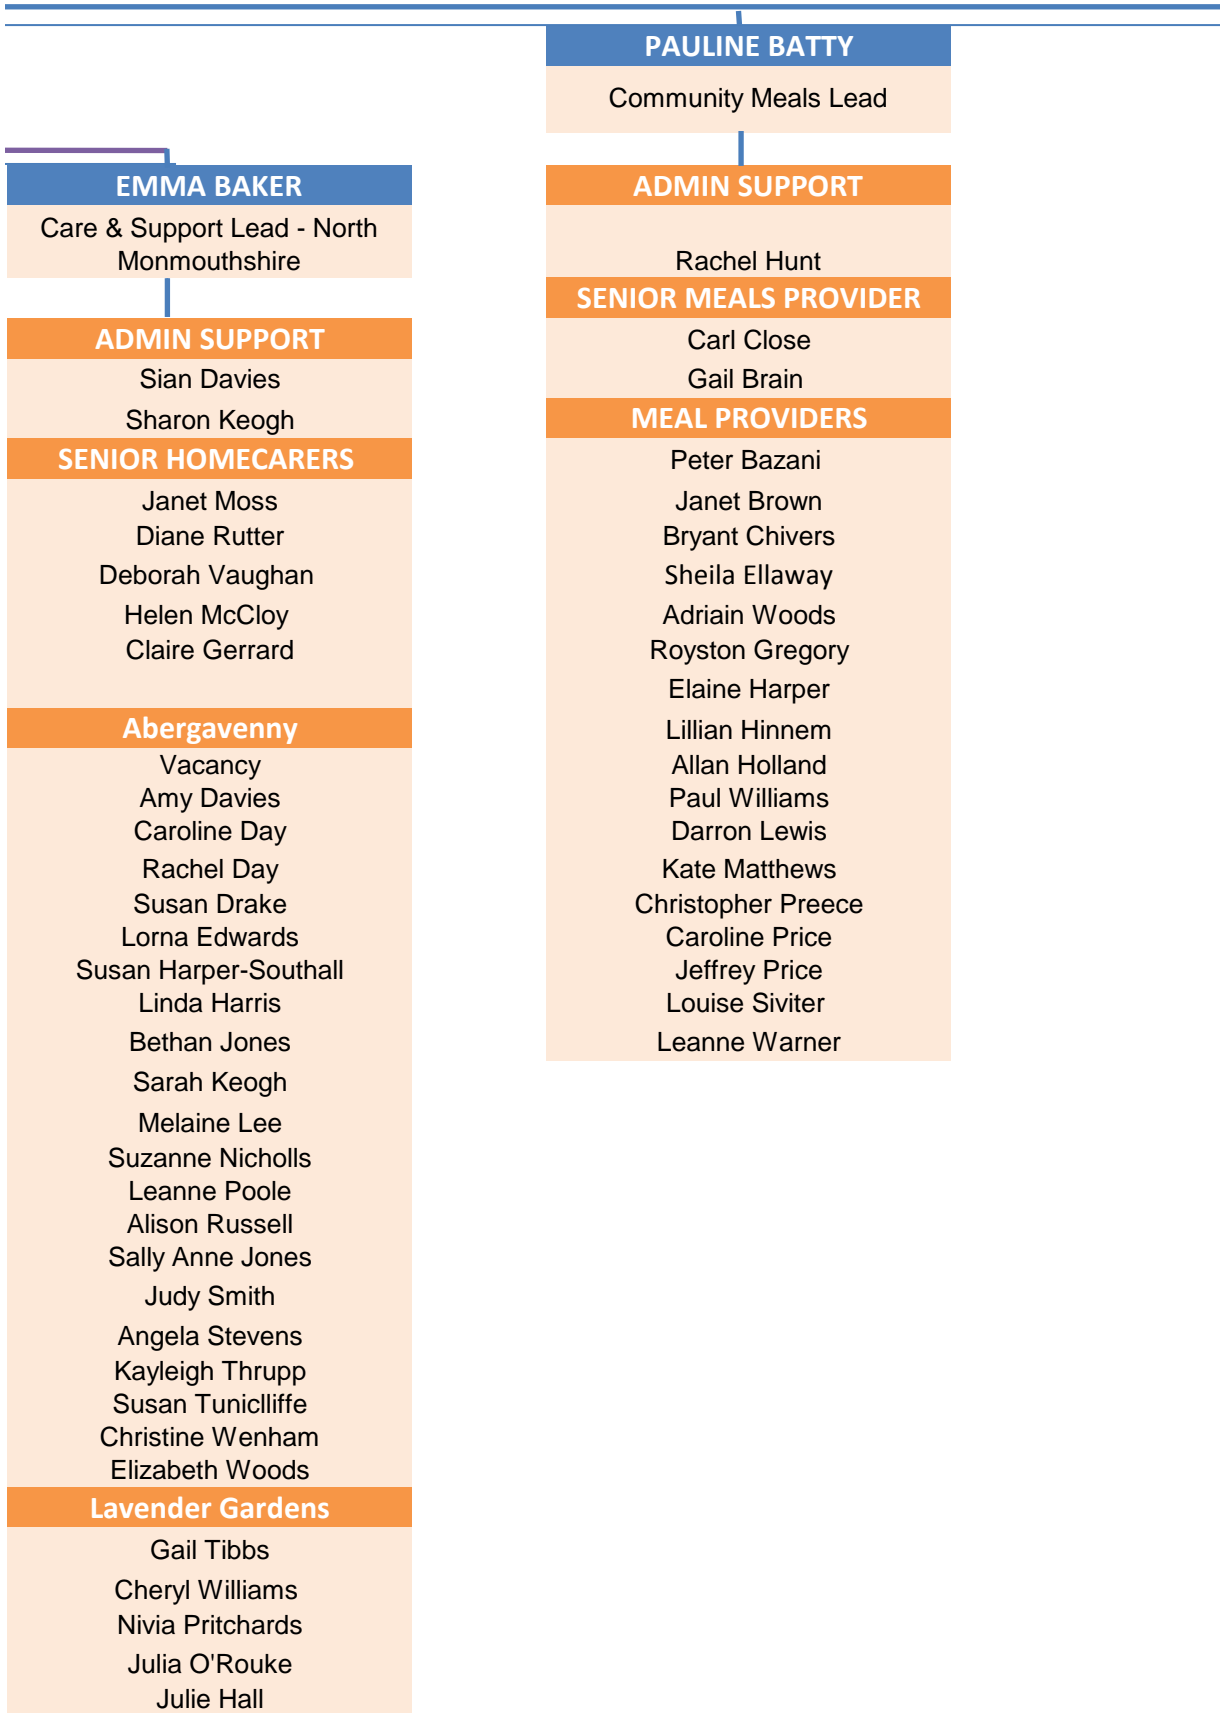 PAULINE BATTY
Community Meals Lead
EMMA BAKER
Care & Support Lead - North
Monmouthshire
ADMIN SUPPORT
Sian Davies
Sharon Keogh
SENIOR HOMECARERS
Janet Moss
Diane Rutter
Deborah Vaughan
Helen McCloy
Claire Gerrard
Abergavenny
Vacancy
Amy Davies
Caroline Day
Rachel Day
Susan Drake
Lorna Edwards
Susan Harper-Southall
Linda Harris
Bethan Jones
Sarah Keogh
Melaine Lee
Suzanne Nicholls
Leanne Poole
Alison Russell
Sally Anne Jones
Judy Smith
Angela Stevens
Kayleigh Thrupp
Susan Tuniclliffe
Christine Wenham
Elizabeth Woods
Lavender Gardens
Gail Tibbs
Cheryl Williams
Nivia Pritchards
Julia O'Rouke
Julie Hall
ADMIN SUPPORT
Rachel Hunt
SENIOR MEALS PROVIDER
Carl Close
Gail Brain
MEAL PROVIDERS
Peter Bazani
Janet Brown
Bryant Chivers
Sheila Ellaway
Adriain Woods
Royston Gregory
Elaine Harper
Lillian Hinnem
Allan Holland
Paul Williams
Darron Lewis
Kate Matthews
Christopher Preece
Caroline Price
Jeffrey Price
Louise Siviter
Leanne Warner